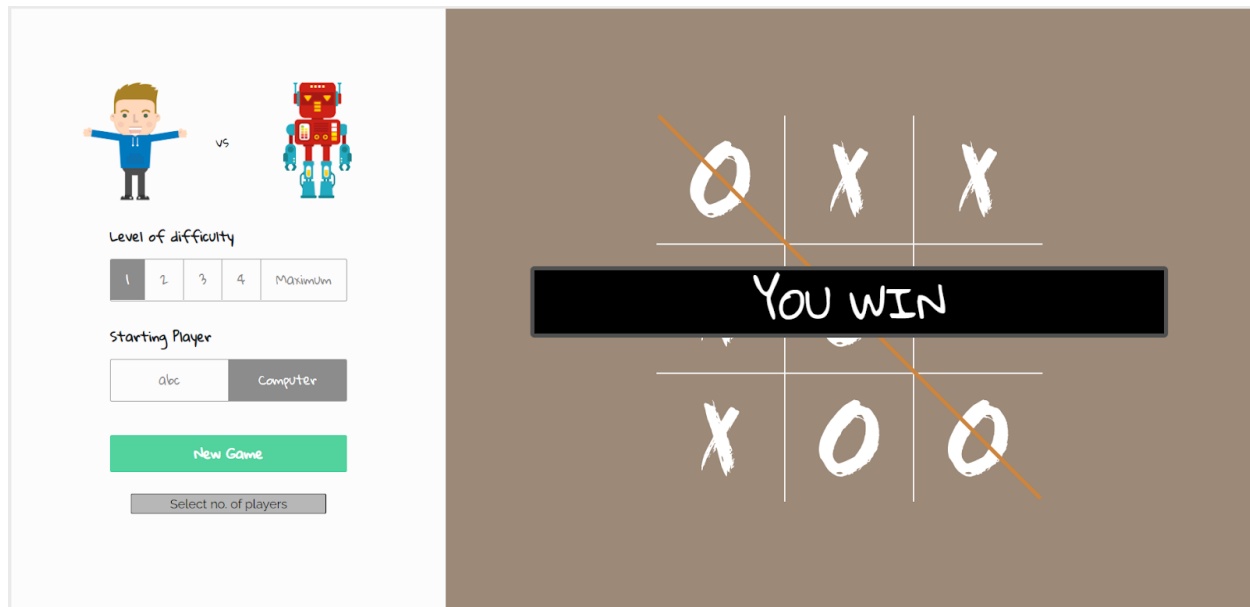 vs
Level of difficulty
1 2 3 4 Maximum
Starting Player
abc Computer
New Game
Select no. of players
O X X
YOU WIN
X O
X O O